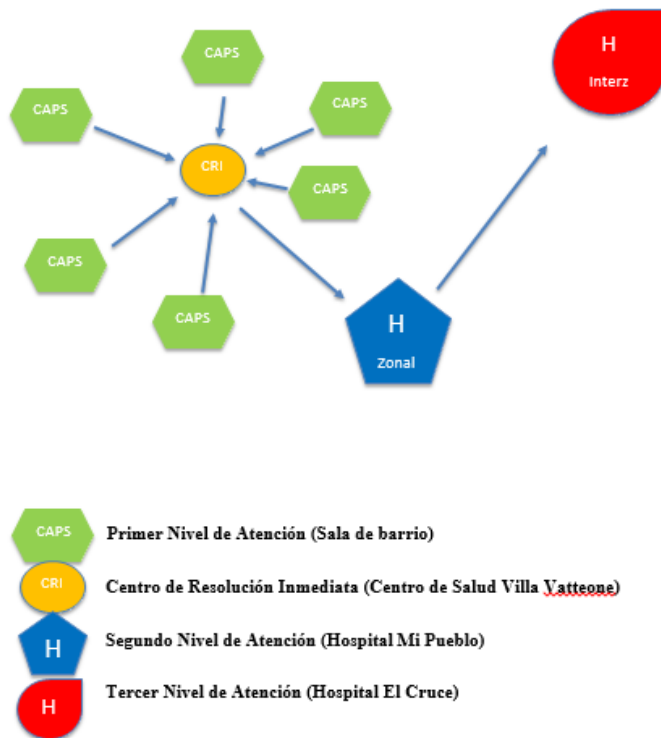 CAPS
H
Interz
CAPS
CAPS
CRI
CAPS
CAPS
CAPS
H
Zonal
CAPS Primer Nivel de Atención (Sala de barrio)
CRI Centro de Resolución Inmediata (Centro de Salud Villa Vatteone)
H Segundo Nivel de Atención (Hospital Mi Pueblo)
H Tercer Nivel de Atención (Hospital El Cruce)